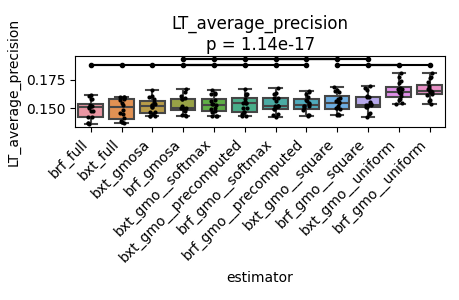 LT_average_precision
p = 1.14e-17
LT_average_precision
0.175
0.150
brf_full
bxt_full
bxt_gmosa
brf_gmosa
bxt_gmo__softmax
bxt_gmo__precomputed
brf_gmo__softmax
brf_gmo__precomputed
bxt_gmo__square
brf_gmo__square
bxt_gmo__uniform
brf_gmo__uniform
estimator